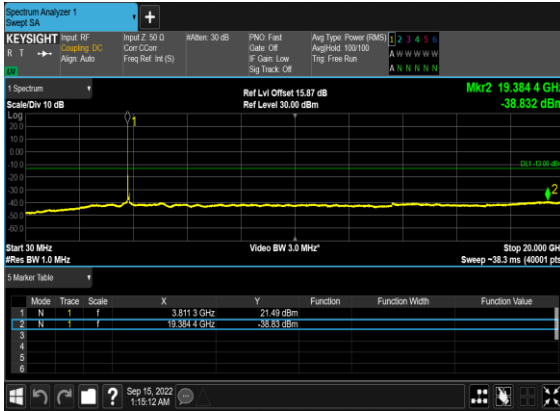 Spectrum Analyzer 1
Swept SA
+
KEYSIGHT
R T
LXI
Input: RF
Coupling: DC
Align: Auto
Input Z: 50 Ω
Corr CCorr
Freq Ref: Int (S)
#Atten: 30 dB
PNO: Fast
Gate: Off
IF Gain: Low
Sig Track: Off
Avg Type: Power (RMS)
Avg|Hold: 100/100
Trig: Free Run
1 2 3 4 5 6
A W W W W W
A N N N N N
1 Spectrum
Scale/Div 10 dB
Ref Lvl Offset 15.87 dB
Ref Level 30.00 dBm
Mkr2 19.384 4 GHz
-38.832 dBm
Log
20.0
10.0
0.00
-10.0
-20.0
-30.0
-40.0
-50.0
-60.0
1
DL1 -13.00 dBm
2
Start 30 MHz
#Res BW 1.0 MHz
Video BW 3.0 MHz*
Stop 20.000 GH
Sweep ~38.3 ms (40001 pts
5 Marker Table
Mode Trace Scale X Y Function Function Width Function Value
1 N 1 f 3.811 3 GHz 21.49 dBm
2 N 1 f 19.384 4 GHz -38.83 dBm
3
4
5
6
?
Sep 15, 2022
1:15:12 AM